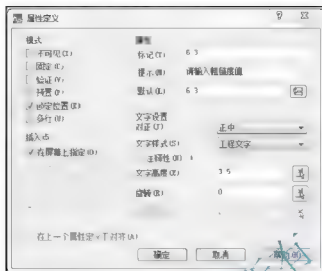 属性定义
模式
不可见(I)
固定(C)
验证(V)
预置(P)
锁定位置(K)
多行(U)
插入点
在屏幕上指定(O)
属性
标记(T): 6.3
提示(M): 请输入粗糙度值
默认(L): 6.3
文字设置
对正(J): 正中
文字样式(S): 工程文字
注释性(N)
文字高度(E): 3.5
旋转(R): 0
在上一个属性定义下对齐(A)
确定 取消 帮助(H)